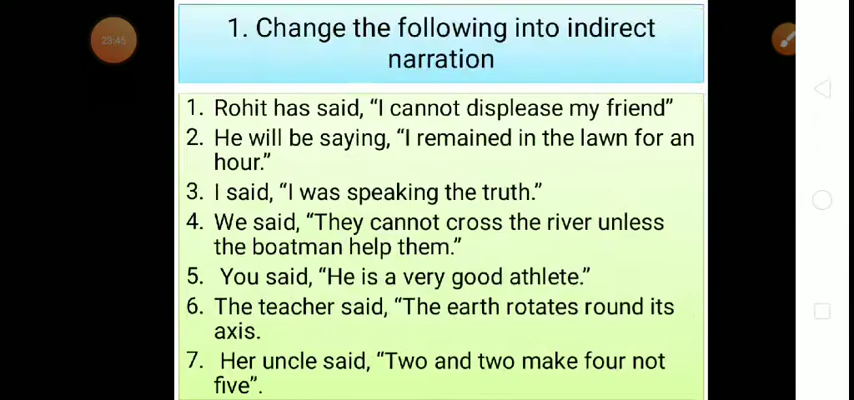 23:45
1. Change the following into indirect
narration
1. Rohit has said, “I cannot displease my friend”
2. He will be saying, “I remained in the lawn for an
hour.”
3. I said, “I was speaking the truth.”
4. We said, “They cannot cross the river unless
the boatman help them.”
5. You said, “He is a very good athlete.”
6. The teacher said, “The earth rotates round its
axis.
7. Her uncle said, “Two and two make four not
five”.